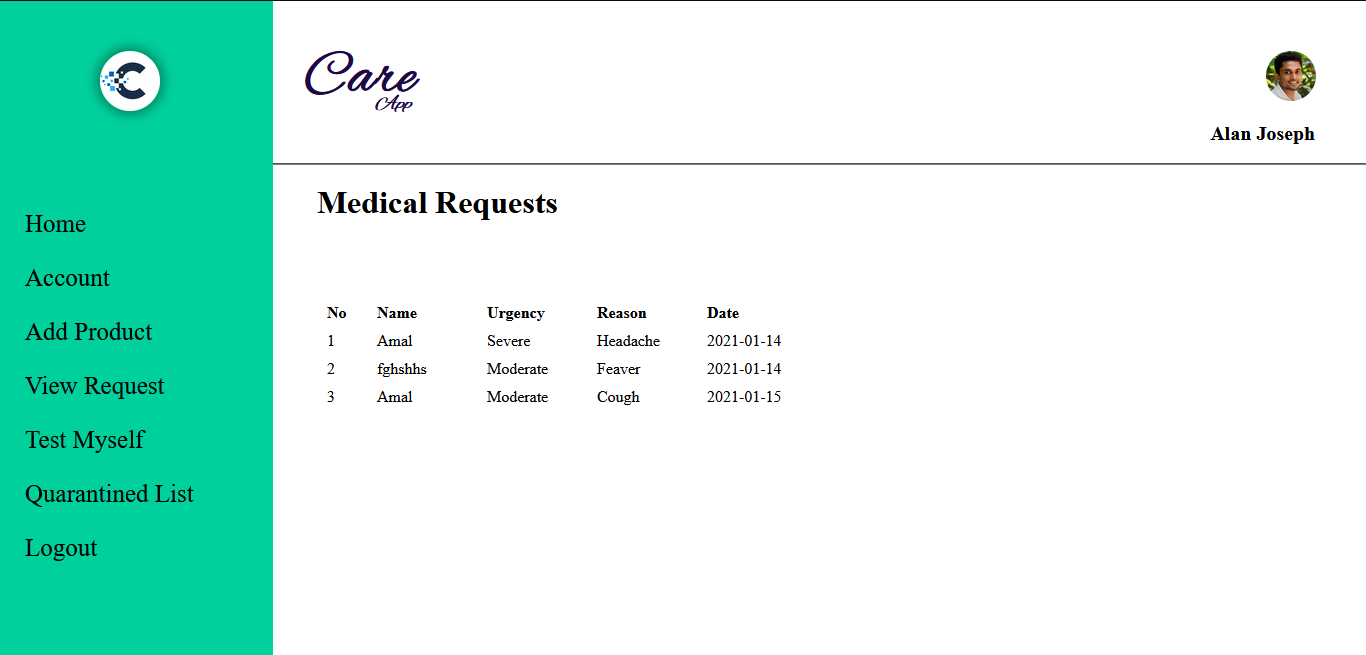 Care
App
Alan Joseph
Home
Account
Add Product
View Request
Test Myself
Quarantined List
Logout
Medical Requests
No Name Urgency Reason Date
1 Amal Severe Headache 2021-01-14
2 fghshhs Moderate Feaver 2021-01-14
3 Amal Moderate Cough 2021-01-15